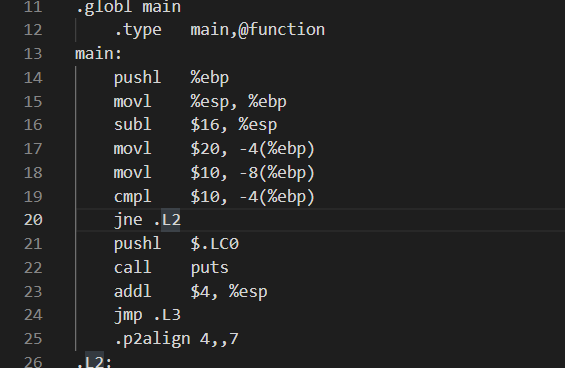 11 .globl main
12 .type main,@function
13 main:
14 pushl %ebp
15 movl %esp, %ebp
16 subl $16, %esp
17 movl $20, -4(%ebp)
18 movl $10, -8(%ebp)
19 cmpl $10, -4(%ebp)
20 jne .L2
21 pushl $.LC0
22 call puts
23 addl $4, %esp
24 jmp .L3
25 .p2align 4,,7
26 .L2: